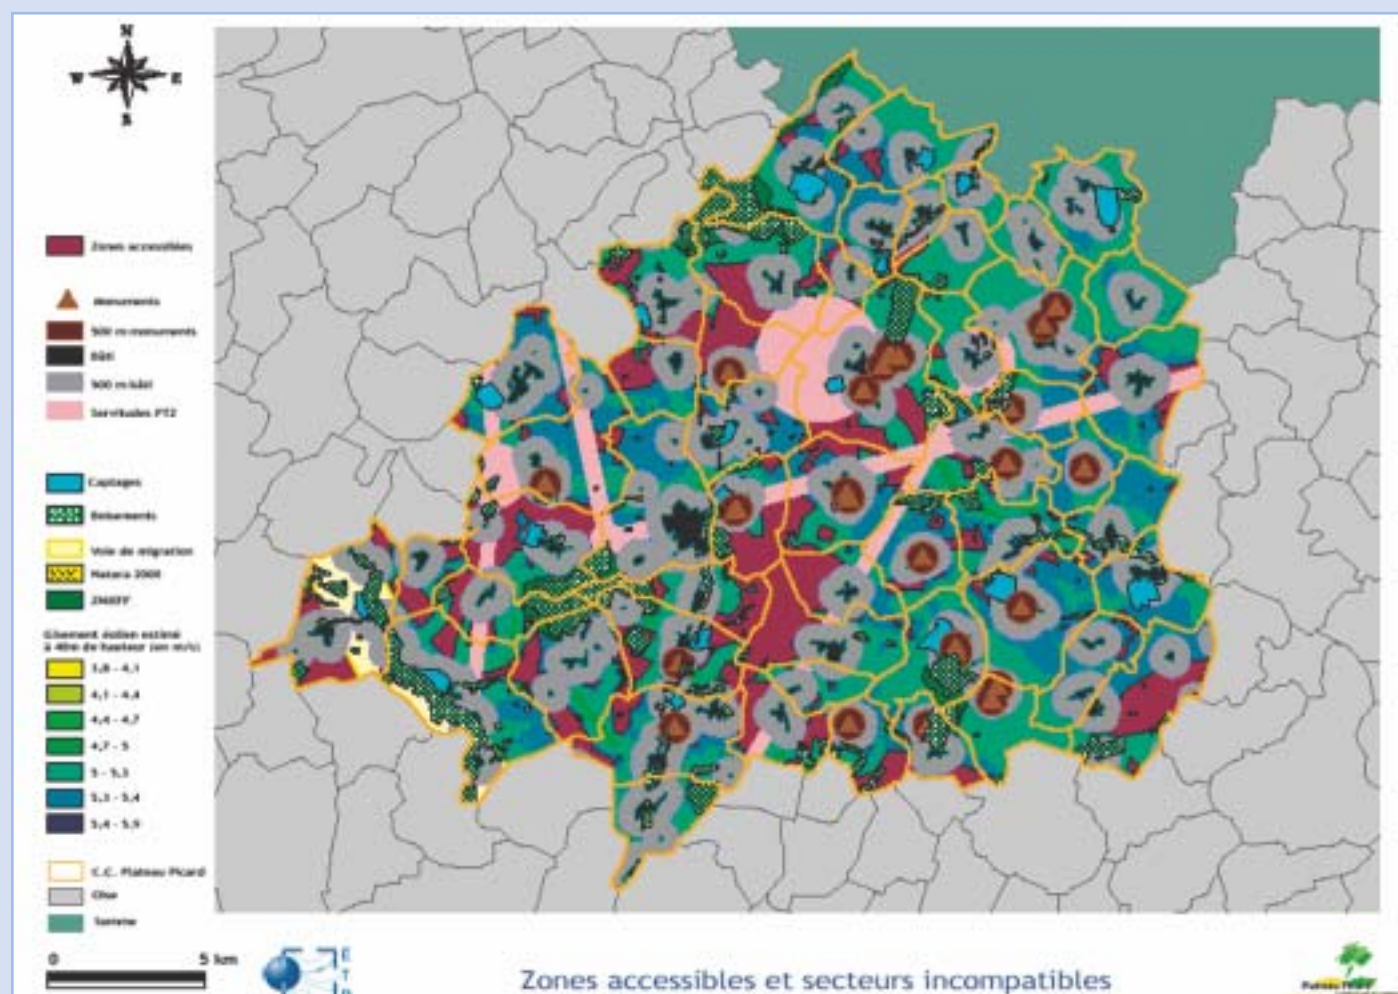 N
W E
S
Zones accessibles
Monuments
500 m monuments
Bâti
500 m bâti
Servitudes PT2
Captages
Boisements
Voie de migration
Natura 2000
ZNIEFF
Gisement éolien estimé
à 40m de hauteur (en m/s)
3,8 - 4,1
4,1 - 4,4
4,4 - 4,7
4,7 - 5
5 - 5,3
5,3 - 5,4
5,4 - 5,9
C.C. Plateau Picard
Oise
Somme
0 5 km
E
T
Zones accessibles et secteurs incompatibles
Plateau Picard